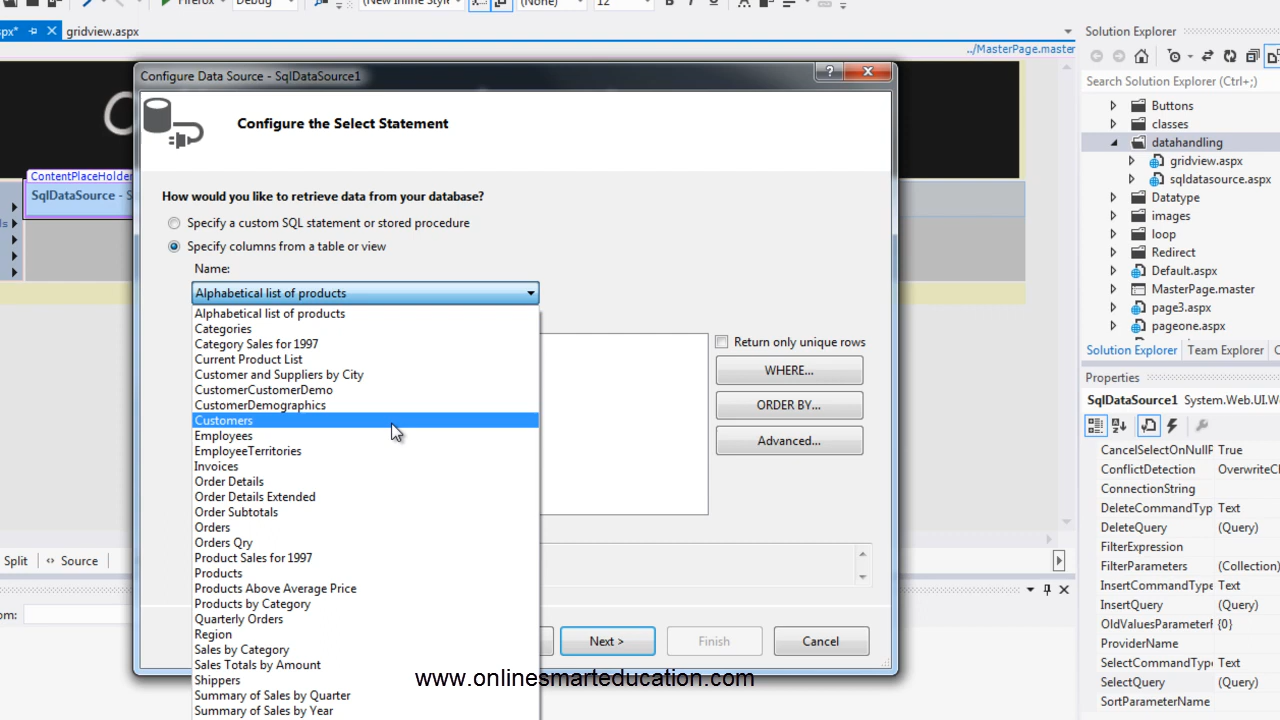 Firefox
Debug
(New Inline Styl
(None)
12
B
spx*
gridview.aspx
Solution Explorer
../MasterPage.master
Configure Data Source - SqlDataSource1
?
Search Solution Explorer (Ctrl+;)
C
Buttons
Configure the Select Statement
classes
datahandling
gridview.aspx
ContentPlaceHolder
sqldatasource.aspx
SqlDataSource - S
How would you like to retrieve data from your database?
Datatype
images
Specify a custom SQL statement or stored procedure
loop
Specify columns from a table or view
Redirect
Name:
Default.aspx
Alphabetical list of products
MasterPage.master
page3.aspx
pageone.aspx
Alphabetical list of products
Categories
Category Sales for 1997
Current Product List
Customer and Suppliers by City
CustomerCustomerDemo
CustomerDemographics
Customers
Employees
EmployeeTerritories
Invoices
Order Details
Order Details Extended
Order Subtotals
Orders
Orders Qry
Product Sales for 1997
Products
Products Above Average Price
Products by Category
Quarterly Orders
Region
Sales by Category
Sales Totals by Amount
Shippers
Summary of Sales by Quarter
Summary of Sales by Year
Return only unique rows
WHERE...
ORDER BY...
Advanced...
Next >
Finish
Cancel
Solution Explorer
Team Explorer
C
Properties
SqlDataSource1 System.Web.UI.W
CancelSelectOnNullP True
ConflictDetection OverwriteCh
ConnectionString
DeleteCommandTyp Text
DeleteQuery (Query)
FilterExpression
FilterParameters (Collection)
InsertCommandType Text
InsertQuery (Query)
OldValuesParameterF {0}
ProviderName
SelectCommandType Text
SelectQuery (Query)
SortParameterName
Split
Source
om:
www.onlinesmarteducation.com